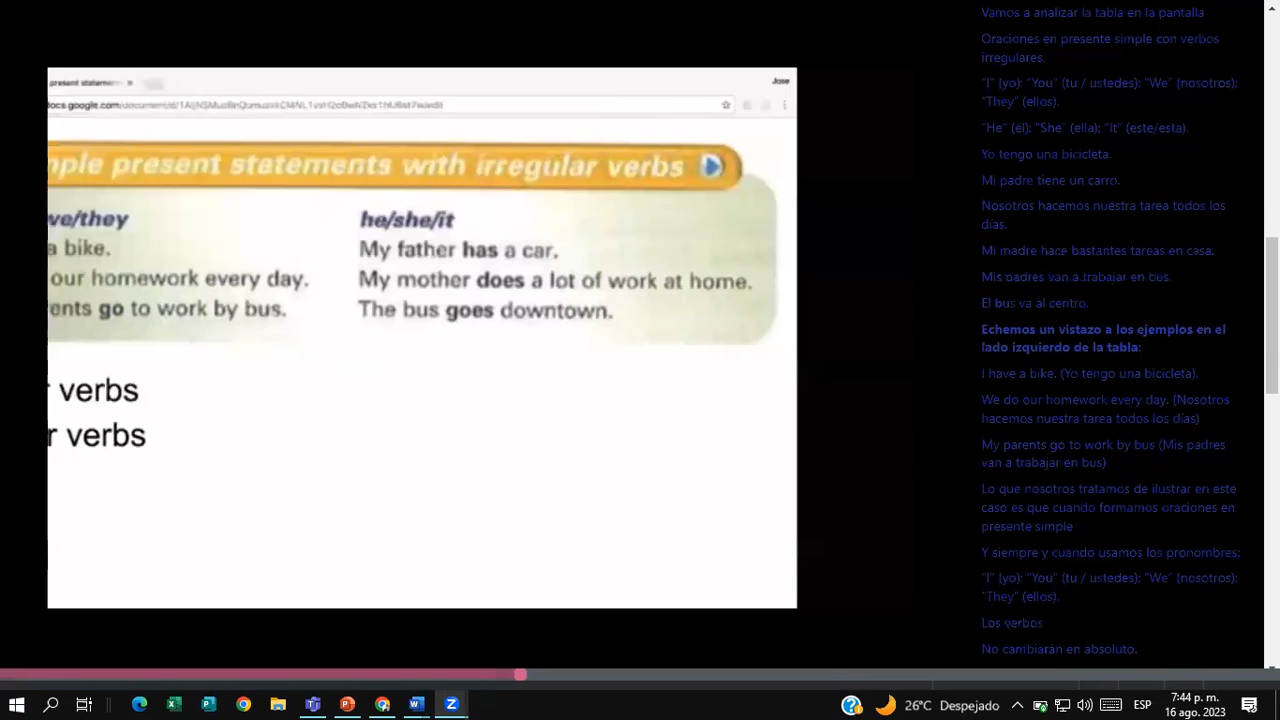 present statemen
Jose
mple present statements with irregular verbs
we/they
he/she/it
a bike.
My father has a car.
our homework every day.
My mother does a lot of work at home.
ents go to work by bus.
The bus goes downtown.
r verbs
r verbs
Vamos a analizar la tabla en la pantalla
Oraciones en presente simple con verbos
irregulares.
"I" (yo); "You" (tu / ustedes); "We" (nosotros);
"They" (ellos).
"He" (él); "She" (ella); "It" (este/esta).
Yo tengo una bicicleta.
Mi padre tiene un carro.
Nosotros hacemos nuestra tarea todos los
días.
Mi madre hace bastantes tareas en casa.
Mis padres van a trabajar en bus.
El bus va al centro.
Echemos un vistazo a los ejemplos en el
lado izquierdo de la tabla:
I have a bike. (Yo tengo una bicicleta).
We do our homework every day. (Nosotros
hacemos nuestra tarea todos los días)
My parents go to work by bus (Mis padres
van a trabajar en bus)
Lo que nosotros tratamos de ilustrar en este
caso es que cuando formamos oraciones en
presente simple
Y siempre y cuando usamos los pronombres:
"I" (yo); "You" (tu / ustedes); "We" (nosotros);
"They" (ellos).
Los verbos
No cambiarán en absoluto.
26°C Despejado
ESP
7:44 p. m.
16 ago. 2023